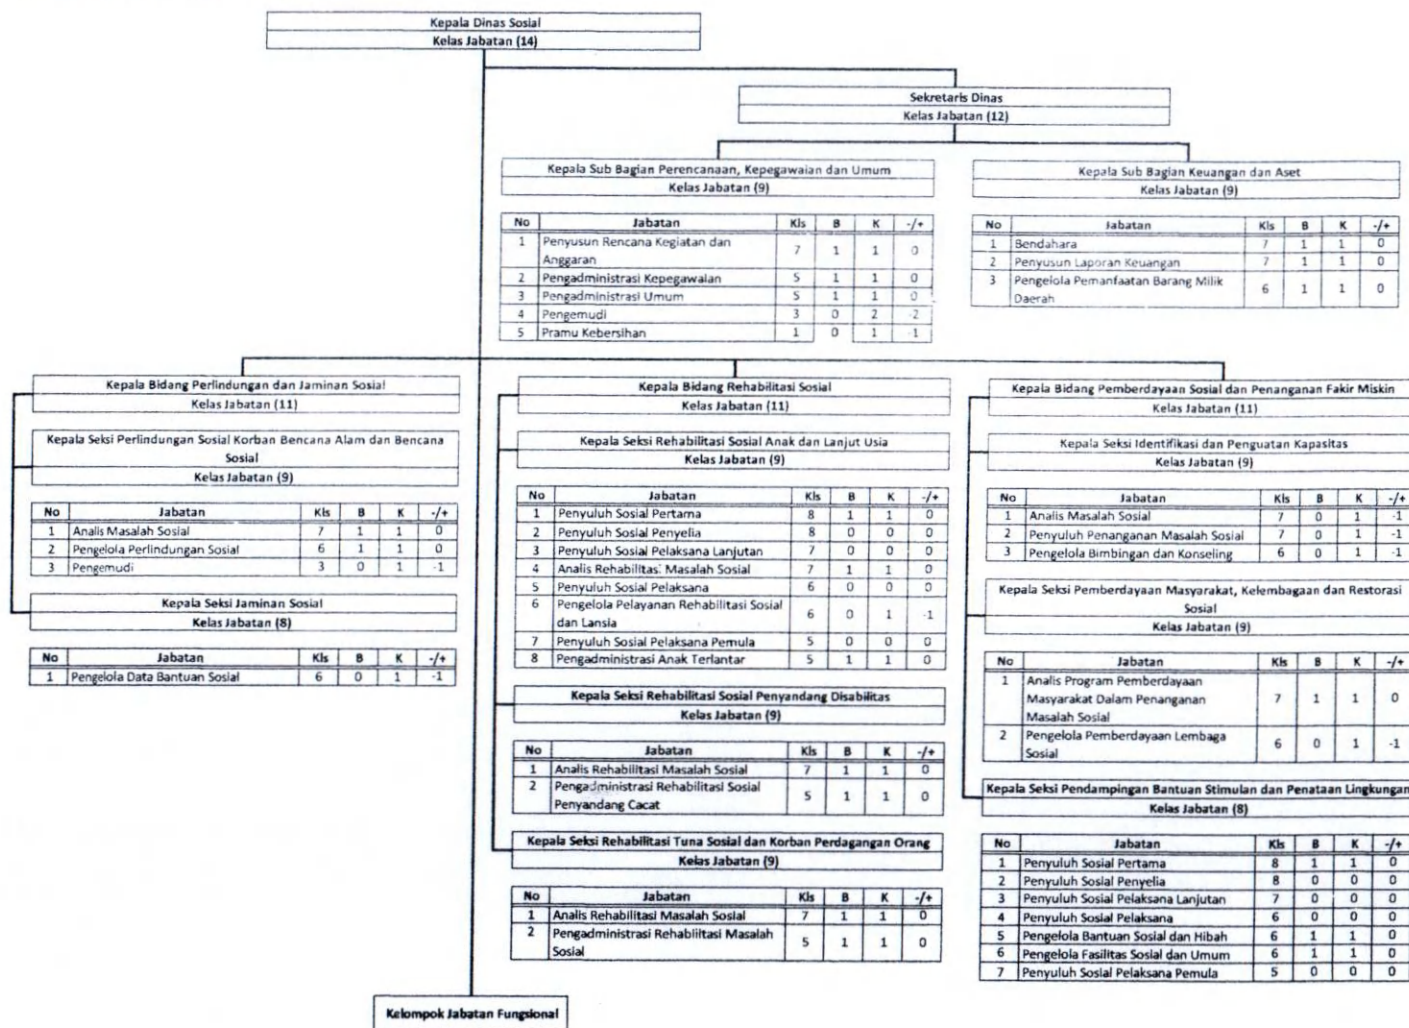 Kepala Dinas Sosial
Kelas Jabatan (14)
Sekretaris Dinas
Kelas Jabatan (12)
Kepala Sub Bagian Perencanaan, Kepegawaian dan Umum
Kelas Jabatan (9)
No Jabatan Kls B K -/+
1 Penyusun Rencana Kegiatan dan
Anggaran 7 1 1 0
2 Pengadministrasi Kepegawaian 5 1 1 0
3 Pengadministrasi Umum 5 1 1 0
4 Pengemudi 3 0 2 -2
5 Pramu Kebersihan 1 0 1 -1
Kepala Sub Bagian Keuangan dan Aset
Kelas Jabatan (9)
No Jabatan Kls B K -/+
1 Bendahara 7 1 1 0
2 Penyusun Laporan Keuangan 7 1 1 0
3 Pengelola Pemanfaatan Barang Milik
Daerah 6 1 1 0
Kepala Bidang Perlindungan dan Jaminan Sosial
Kelas Jabatan (11)
Kepala Seksi Perlindungan Sosial Korban Bencana Alam dan Bencana
Sosial
Kelas Jabatan (9)
No Jabatan Kls B K -/+
1 Analis Masalah Sosial 7 1 1 0
2 Pengelola Perlindungan Sosial 6 1 1 0
3 Pengemudi 3 0 1 -1
Kepala Seksi Jaminan Sosial
Kelas Jabatan (8)
No Jabatan Kls B K -/+
1 Pengelola Data Bantuan Sosial 6 0 1 -1
Kepala Bidang Rehabilitasi Sosial
Kelas Jabatan (11)
Kepala Seksi Rehabilitasi Sosial Anak dan Lanjut Usia
Kelas Jabatan (9)
No Jabatan Kls B K -/+
1 Penyuluh Sosial Pertama 8 1 1 0
2 Penyuluh Sosial Penyelia 8 0 0 0
3 Penyuluh Sosial Pelaksana Lanjutan 7 0 0 0
4 Analis Rehabilitasi Masalah Sosial 7 1 1 0
5 Penyuluh Sosial Pelaksana 6 0 0 0
6 Pengelola Pelayanan Rehabilitasi Sosial
dan Lansia 6 0 1 -1
7 Penyuluh Sosial Pelaksana Pemula 5 0 0 0
8 Pengadministrasi Anak Terlantar 5 1 1 0
Kepala Seksi Rehabilitasi Sosial Penyandang Disabilitas
Kelas Jabatan (9)
No Jabatan Kls B K -/+
1 Analis Rehabilitasi Masalah Sosial 7 1 1 0
2 Pengadministrasi Rehabilitasi Sosial
Penyandang Cacat 5 1 1 0
Kepala Seksi Rehabilitasi Tuna Sosial dan Korban Perdagangan Orang
Kelas Jabatan (9)
No Jabatan Kls B K -/+
1 Analis Rehabilitasi Masalah Sosial 7 1 1 0
2 Pengadministrasi Rehabliltasi Masalah
Sosial 5 1 1 0
Kepala Bidang Pemberdayaan Sosial dan Penanganan Fakir Miskin
Kelas Jabatan (11)
Kepala Seksi Identifikasi dan Penguatan Kapasitas
Kelas Jabatan (9)
No Jabatan Kls B K -/+
1 Analis Masalah Sosial 7 0 1 -1
2 Penyuluh Penanganan Masalah Sosial 7 0 1 -1
3 Pengelola Bimbingan dan Konseling 6 0 1 -1
Kepala Seksi Pemberdayaan Masyarakat, Kelembagaan dan Restorasi
Sosial
Kelas Jabatan (9)
No Jabatan Kls B K -/+
1 Analis Program Pemberdayaan
Masyarakat Dalam Penanganan 7 1 1 0
Masalah Sosial
2 Pengelola Pemberdayaan Lembaga
Sosial 6 0 1 -1
Kepala Seksi Pendampingan Bantuan Stimulan dan Penataan Lingkungan
Kelas Jabatan (8)
No Jabatan Kls B K -/+
1 Penyuluh Sosial Pertama 8 1 1 0
2 Penyuluh Sosial Penyelia 8 0 0 0
3 Penyuluh Sosial Pelaksana Lanjutan 7 0 0 0
4 Penyuluh Sosial Pelaksana 6 0 0 0
5 Pengelola Bantuan Sosial dan Hibah 6 1 1 0
6 Pengelola Fasilitas Sosial dan Umum 6 1 1 0
7 Penyuluh Sosial Pelaksana Pemula 5 0 0 0
Kelompok Jabatan Fungsional